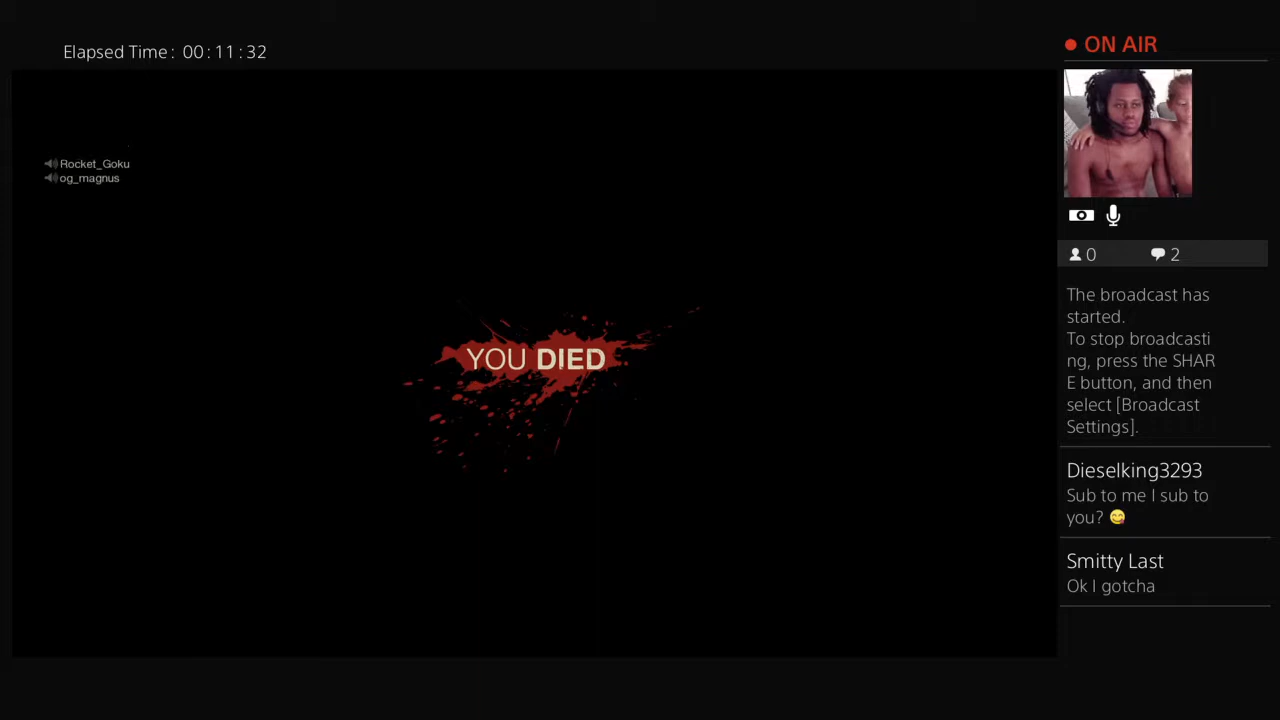 Elapsed Time: 00:11:32
ON AIR
Rocket_Goku
og_magnus
0 2
YOU DIED
The broadcast has
started.
To stop broadcasti
ng, press the SHAR
E button, and then
select [Broadcast
Settings].
Dieselking3293
Sub to me I sub to
you? 😋
Smitty Last
Ok I gotcha